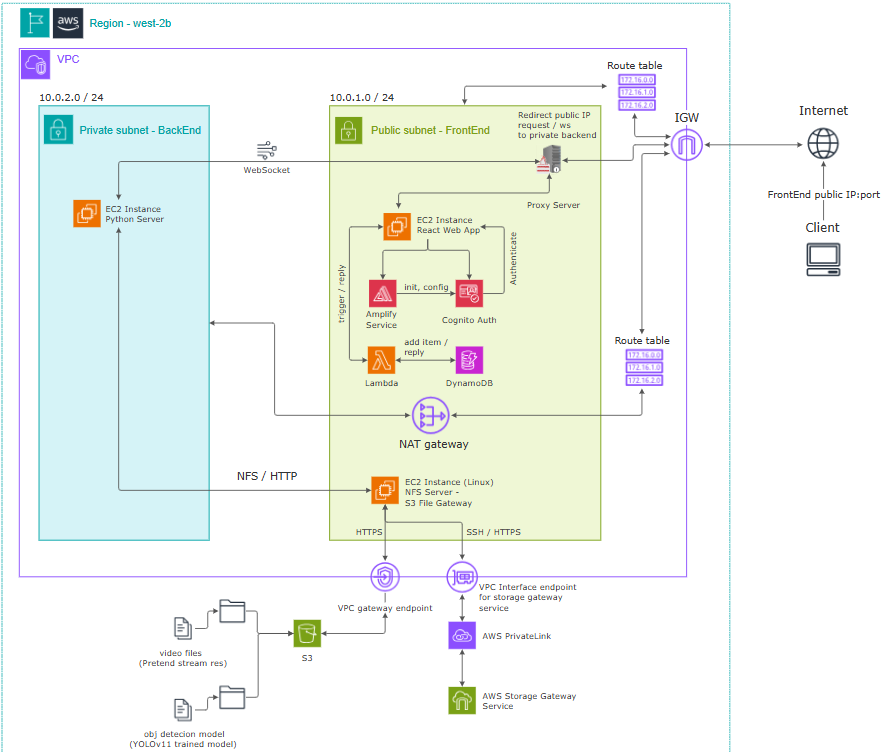 aws
Region - west-2b
VPC
10.0.2.0 / 24
10.0.1.0 / 24
Route table
172.16.0.0
172.16.1.0
172.16.2.0
Private subnet - BackEnd
Public subnet - FrontEnd
Redirect public IP
request / ws
to private backend
IGW
Internet
WebSocket
Proxy Server
FrontEnd public IP:port
Client
EC2 Instance
Python Server
EC2 Instance
React Web App
Authenticate
trigger / reply
init, config
Amplify
Service
Cognito Auth
add item /
reply
Lambda
DynamoDB
Route table
172.16.0.0
172.16.1.0
172.16.2.0
NAT gateway
NFS / HTTP
EC2 Instance (Linux)
NFS Server -
S3 File Gateway
HTTPS
SSH / HTTPS
VPC gateway endpoint
VPC Interface endpoint
for storage gateway
service
video files
(Pretend stream res)
S3
AWS PrivateLink
AWS Storage Gateway
Service
obj detecion model
(YOLOv11 trained model)